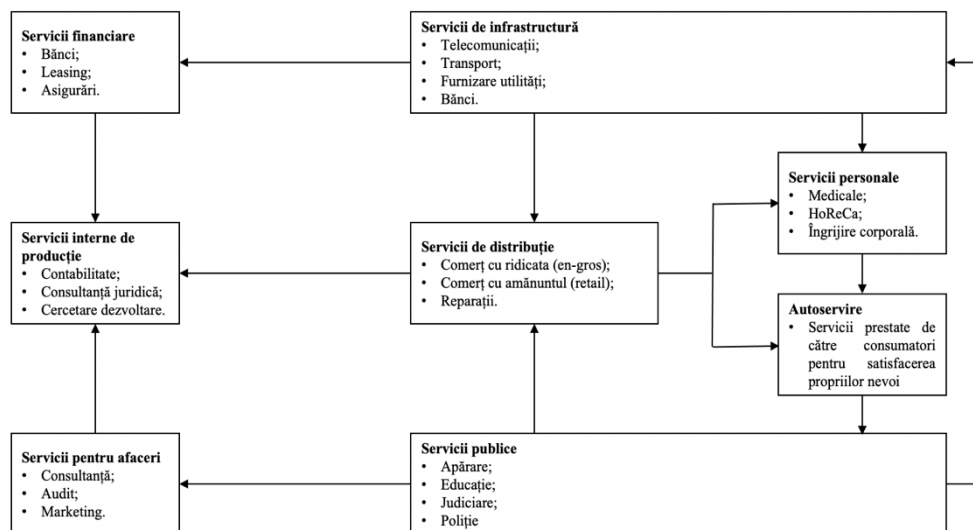 Servicii financiare
• Bănci;
• Leasing;
• Asigurări.
Servicii de infrastructură
• Telecomunicații;
• Transport;
• Furnizare utilități;
• Bănci.
Servicii personale
• Medicale;
• HoReCa;
• Îngrijire corporală.
Servicii interne de
producție
• Contabilitate;
• Consultanță juridică;
• Cercetare dezvoltare.
Servicii de distribuție
• Comerț cu ridicata (en-gros);
• Comerț cu amănuntul (retail);
• Reparații.
Autoservire
• Servicii prestate de
către consumatori
pentru satisfacerea
propriilor nevoi
Servicii pentru afaceri
• Consultanță;
• Audit;
• Marketing.
Servicii publice
• Apărare;
• Educație;
• Judiciare;
• Poliție